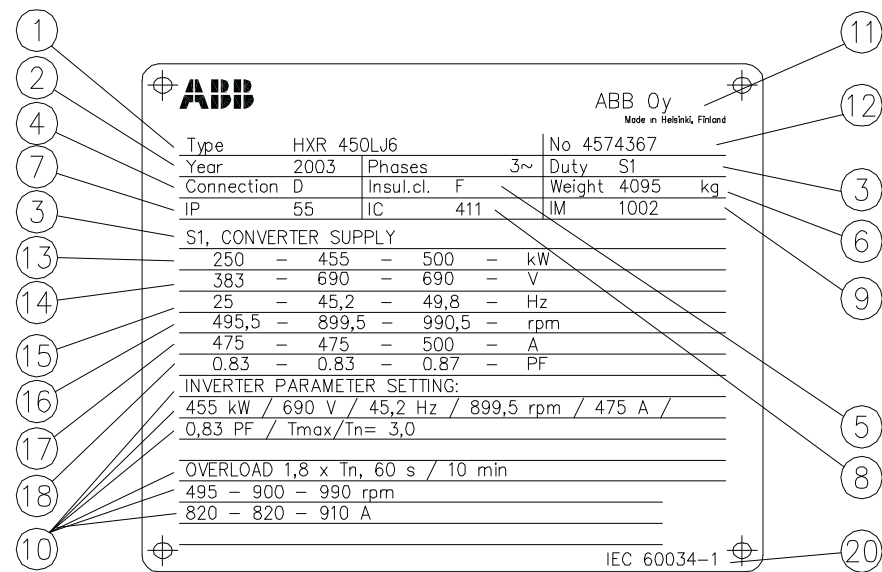 1
2
4
7
3
13
14
15
16
17
18
10
11
12
3
6
9
5
8
20
ABB
ABB Oy
Made in Helsinki, Finland
Type HXR 450LJ6 No 4574367
Year 2003 Phases 3~ Duty S1
Connection D Insul.cl. F Weight 4095 kg
IP 55 IC 411 IM 1002
S1, CONVERTER SUPPLY
250 – 455 – 500 – kW
383 – 690 – 690 – V
25 – 45,2 – 49,8 – Hz
495,5 – 899,5 – 990,5 – rpm
475 – 475 – 500 – A
0.83 – 0.83 – 0.87 – PF
INVERTER PARAMETER SETTING:
455 kW / 690 V / 45,2 Hz / 899,5 rpm / 475 A /
0,83 PF / Tmax/Tn= 3,0
OVERLOAD 1,8 x Tn, 60 s / 10 min
495 – 900 – 990 rpm
820 – 820 – 910 A
IEC 60034–1